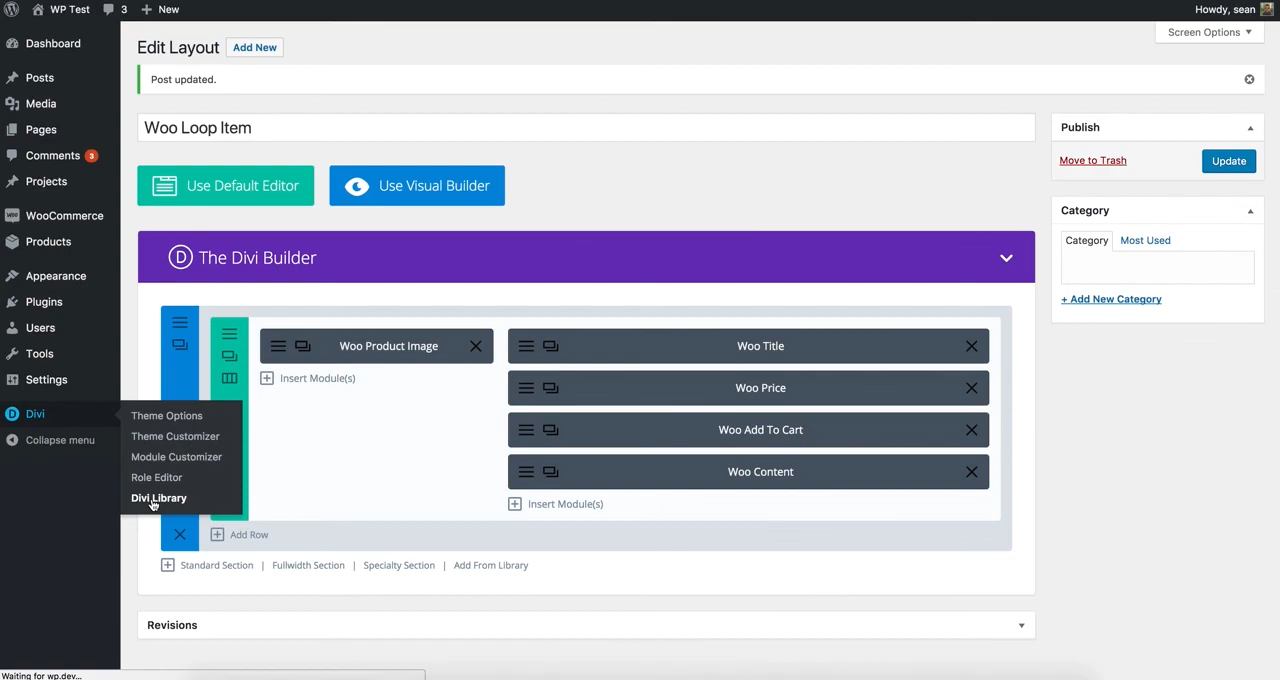 WP Test
3
New
Howdy, sean
Screen Options
Dashboard
Posts
Media
Pages
Comments 3
Projects
WOO
WooCommerce
Products
Appearance
Plugins
Users
Tools
Settings
D
Divi
Collapse menu
Theme Options
Theme Customizer
Module Customizer
Role Editor
Divi Library
Edit Layout
Add New
Post updated.
Woo Loop Item
Use Default Editor
Use Visual Builder
D
The Divi Builder
Woo Product Image
Insert Module(s)
Woo Title
Woo Price
Woo Add To Cart
Woo Content
Insert Module(s)
Add Row
Standard Section | Fullwidth Section | Specialty Section | Add From Library
Revisions
Publish
Move to Trash
Update
Category
Category
Most Used
+ Add New Category
Waiting for wp.dev...